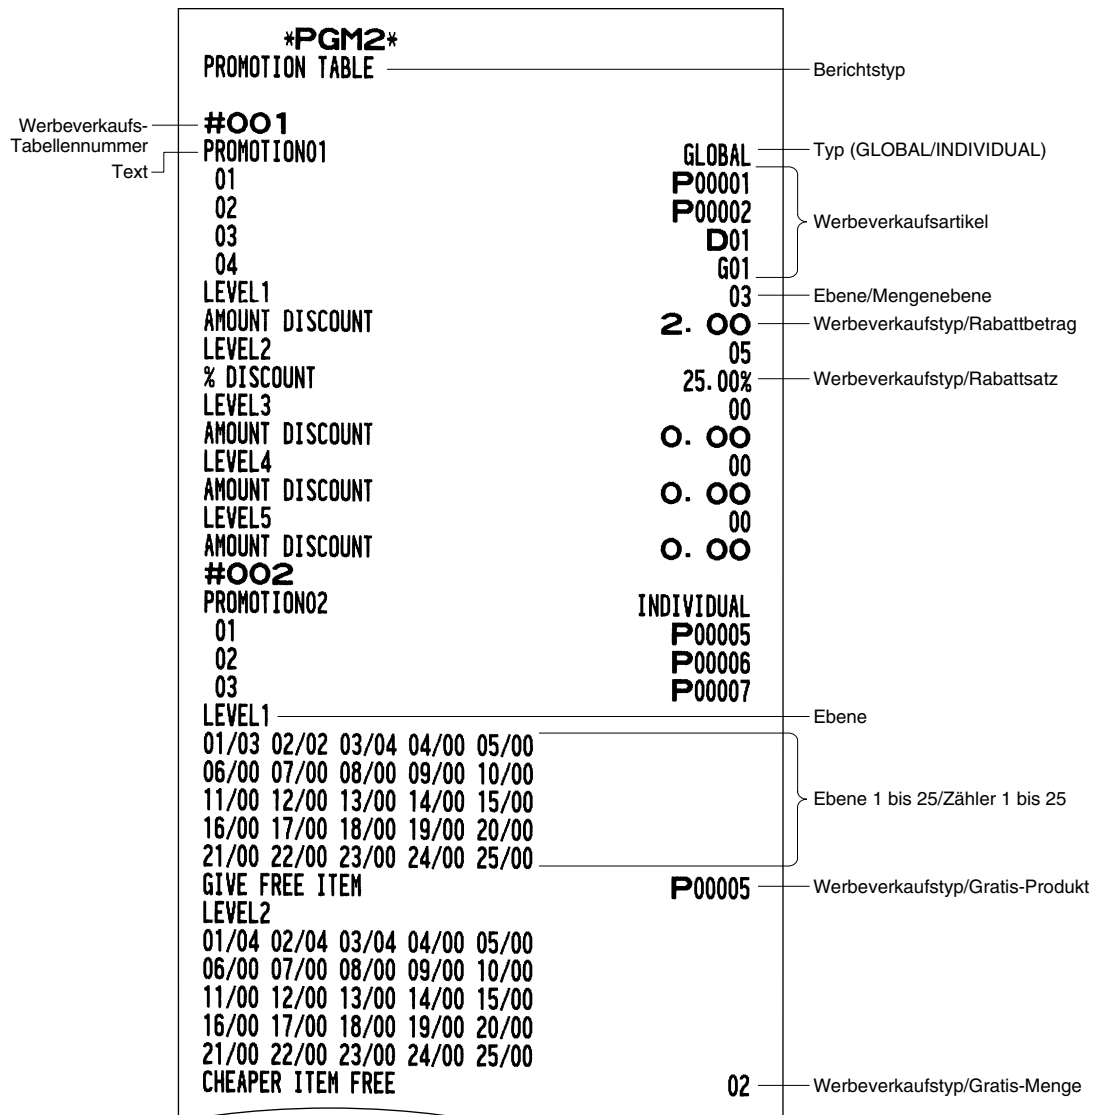 *PGM2*
PROMOTION TABLE
Berichtstyp
Werbeverkaufs-
Tabellennummer
#001
Text
PROMOTION01 GLOBAL
Typ (GLOBAL/INDIVIDUAL)
01 P00001
02 P00002
03 D01
04 G01
Werbeverkaufsartikel
LEVEL1 03
Ebene/Mengenebene
AMOUNT DISCOUNT 2.00
Werbeverkaufstyp/Rabattbetrag
LEVEL2 05
% DISCOUNT 25.00%
Werbeverkaufstyp/Rabattsatz
LEVEL3 00
AMOUNT DISCOUNT 0.00
LEVEL4 00
AMOUNT DISCOUNT 0.00
LEVEL5 00
AMOUNT DISCOUNT 0.00
#002
PROMOTION02 INDIVIDUAL
01 P00005
02 P00006
03 P00007
LEVEL1
Ebene
01/03 02/02 03/04 04/00 05/00
06/00 07/00 08/00 09/00 10/00
11/00 12/00 13/00 14/00 15/00
16/00 17/00 18/00 19/00 20/00
21/00 22/00 23/00 24/00 25/00
Ebene 1 bis 25/Zähler 1 bis 25
GIVE FREE ITEM P00005
Werbeverkaufstyp/Gratis-Produkt
LEVEL2
01/04 02/04 03/04 04/00 05/00
06/00 07/00 08/00 09/00 10/00
11/00 12/00 13/00 14/00 15/00
16/00 17/00 18/00 19/00 20/00
21/00 22/00 23/00 24/00 25/00
CHEAPER ITEM FREE 02
Werbeverkaufstyp/Gratis-Menge